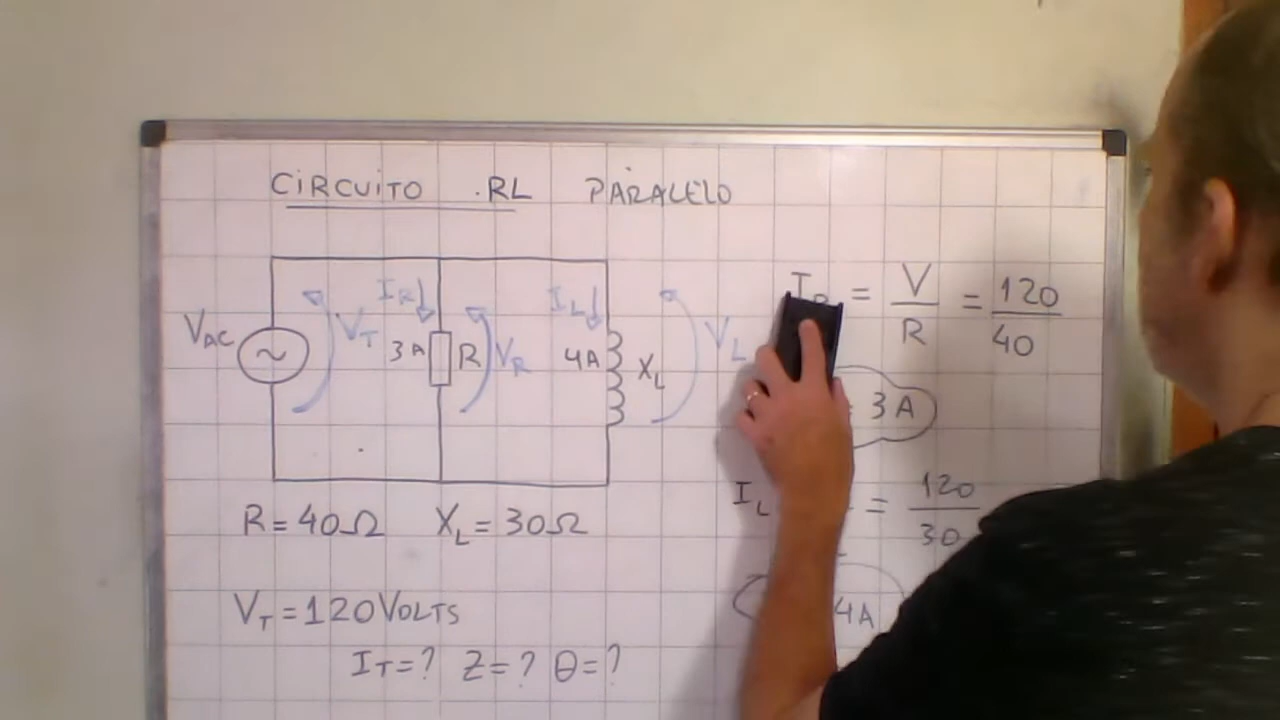 CIRCUITO RL PARALELO
VAC VT IR 3A R VR IL 4A XL VL
R=40Ω XL=30Ω
VT=120VOLTS
IT=? Z=? θ=?
IR = V/R = 120/40
3A
IL = 120/30
4A